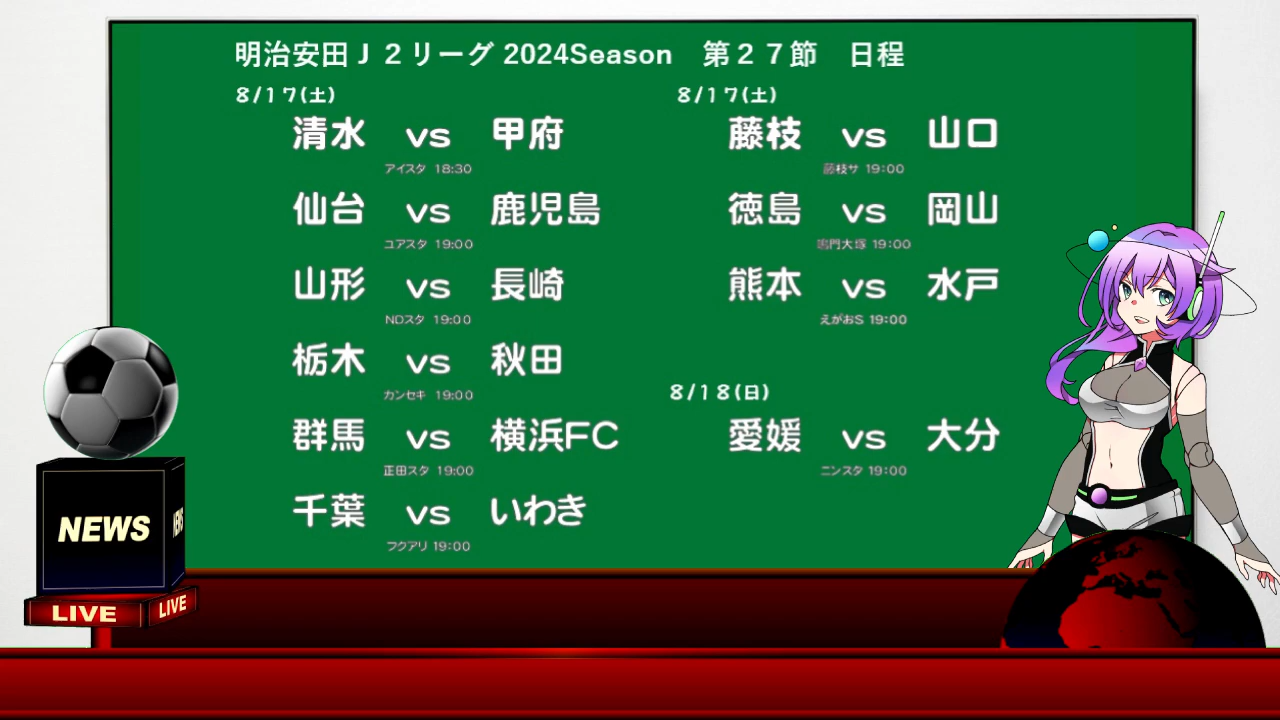 明治安田Ｊ２リーグ 2024Season　第２７節　日程
8/17(土)
清水 vs 甲府
アイスタ 18:30
仙台 vs 鹿児島
ユアスタ 19:00
山形 vs 長崎
NDスタ 19:00
栃木 vs 秋田
カンセキ 19:00
群馬 vs 横浜FC
正田スタ 19:00
千葉 vs いわき
フクアリ 19:00
8/17(土)
藤枝 vs 山口
藤枝サ 19:00
徳島 vs 岡山
鳴門大塚 19:00
熊本 vs 水戸
えがおS 19:00
8/18(日)
愛媛 vs 大分
ニンスタ 19:00
NEWS
NEWS
LIVE
LIVE